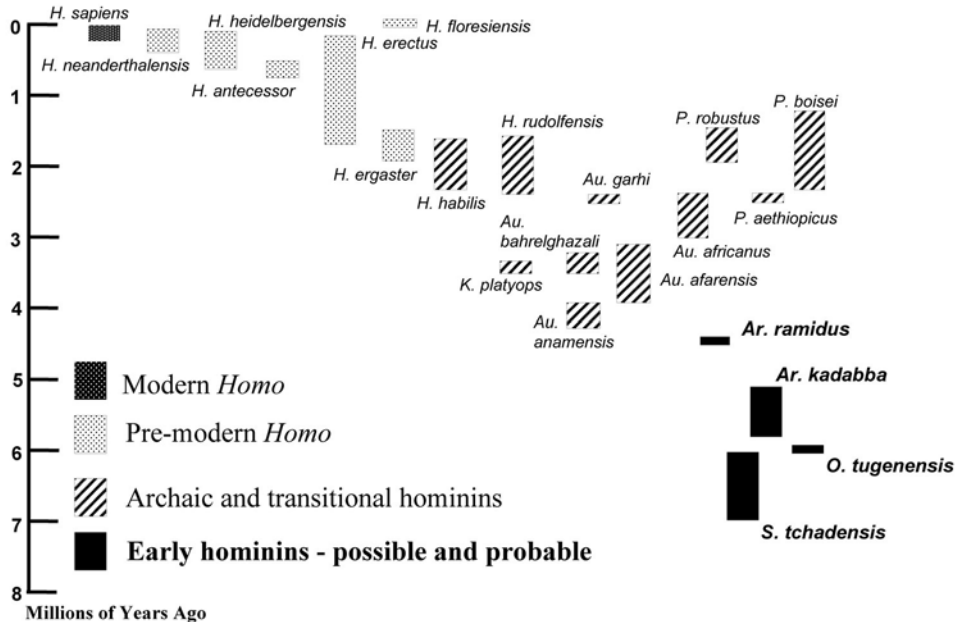 H. sapiens
0
H. heidelbergensis
H. floresiensis
H. erectus
H. neanderthalensis
H. antecessor
1
P. boisei
P. robustus
H. rudolfensis
2
H. ergaster
Au. garhi
H. habilis
P. aethiopicus
Au.
bahrelghazali
3
Au. africanus
K. platyops
Au. afarensis
4
Au.
anamensis
Ar. ramidus
5
Ar. kadabba
Modern Homo
Pre-modern Homo
6
O. tugenensis
Archaic and transitional hominins
7
S. tchadensis
Early hominins - possible and probable
8
Millions of Years Ago